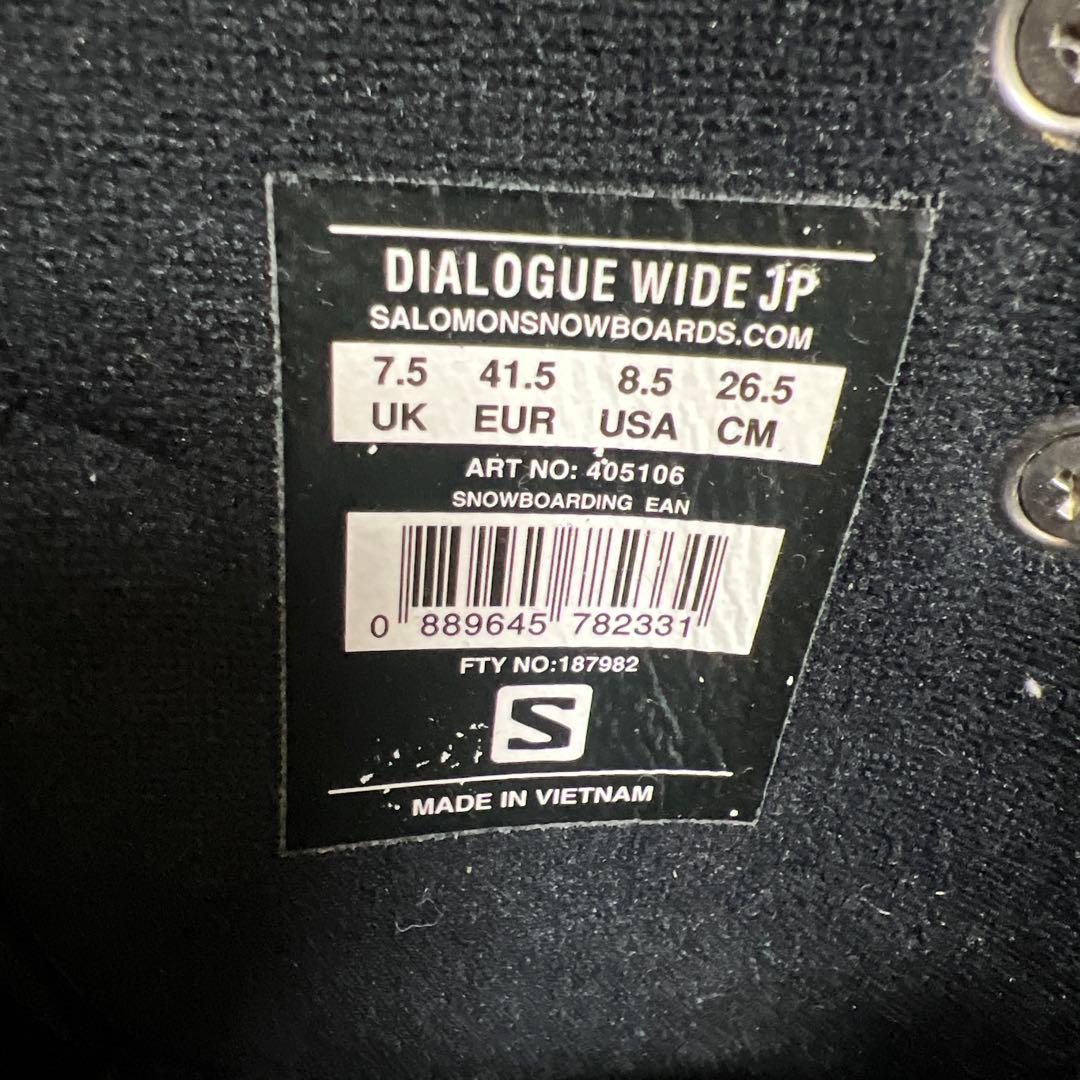 DIALOGUE WIDE JP
SALOMONSNOWBOARDS.COM
7.5 41.5 8.5 26.5
UK EUR USA CM
ART NO: 405106
SNOWBOARDING EAN
0 889645 782331
FTY NO:187982
S
MADE IN VIETNAM